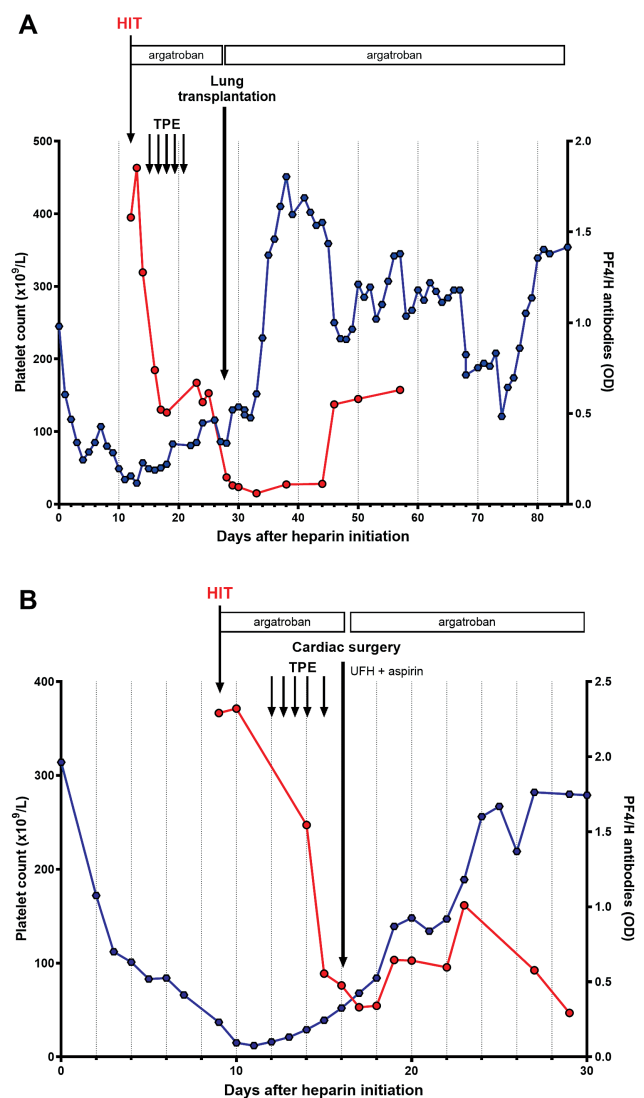 A
HIT
argatroban
argatroban
Lung
transplantation
TPE
500
400
300
200
100
0
Platelet count (x10⁹/L)
2.0
1.5
1.0
0.5
0.0
PF4/H antibodies (OD)
0 10 20 30 40 50 60 70 80
Days after heparin initiation
B
HIT
argatroban
argatroban
Cardiac surgery
TPE
UFH + aspirin
400
300
200
100
0
Platelet count (x10⁹/L)
2.5
2.0
1.5
1.0
0.5
0.0
PF4/H antibodies (OD)
0 10 20 30
Days after heparin initiation